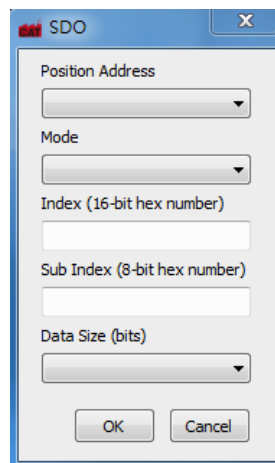 CAT SDO
Position Address
Mode
Index (16-bit hex number)
Sub Index (8-bit hex number)
Data Size (bits)
OK Cancel